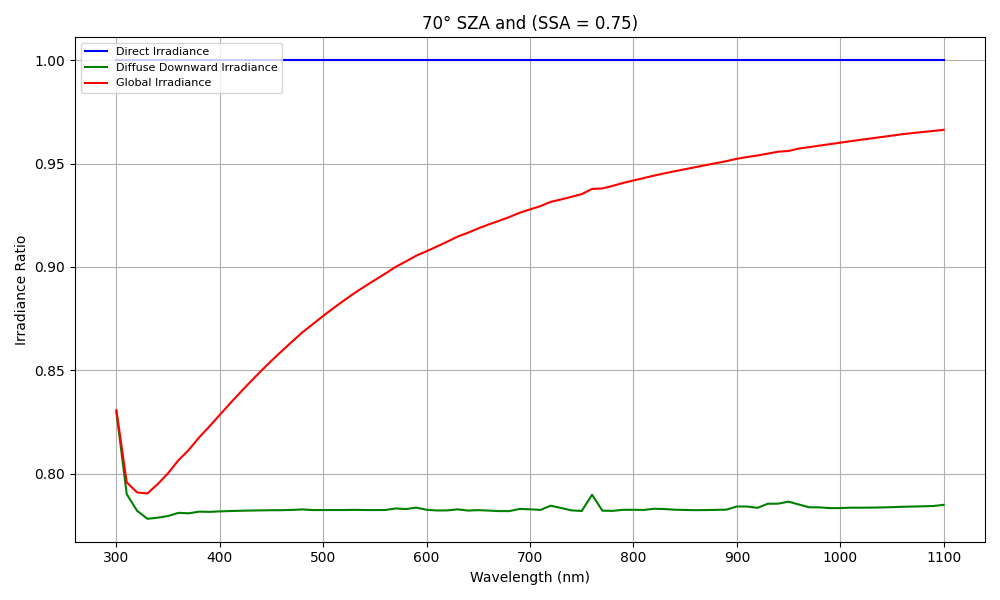 70° SZA and (SSA = 0.75)
Direct Irradiance
Diffuse Downward Irradiance
Global Irradiance
1.00
0.95
0.90
0.85
0.80
Irradiance Ratio
300 400 500 600 700 800 900 1000 1100
Wavelength (nm)